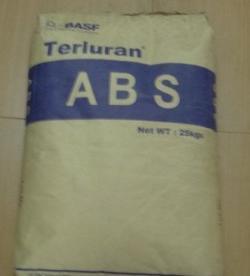 BASF
Terluran®
ABS
Net WT : 25kgs.